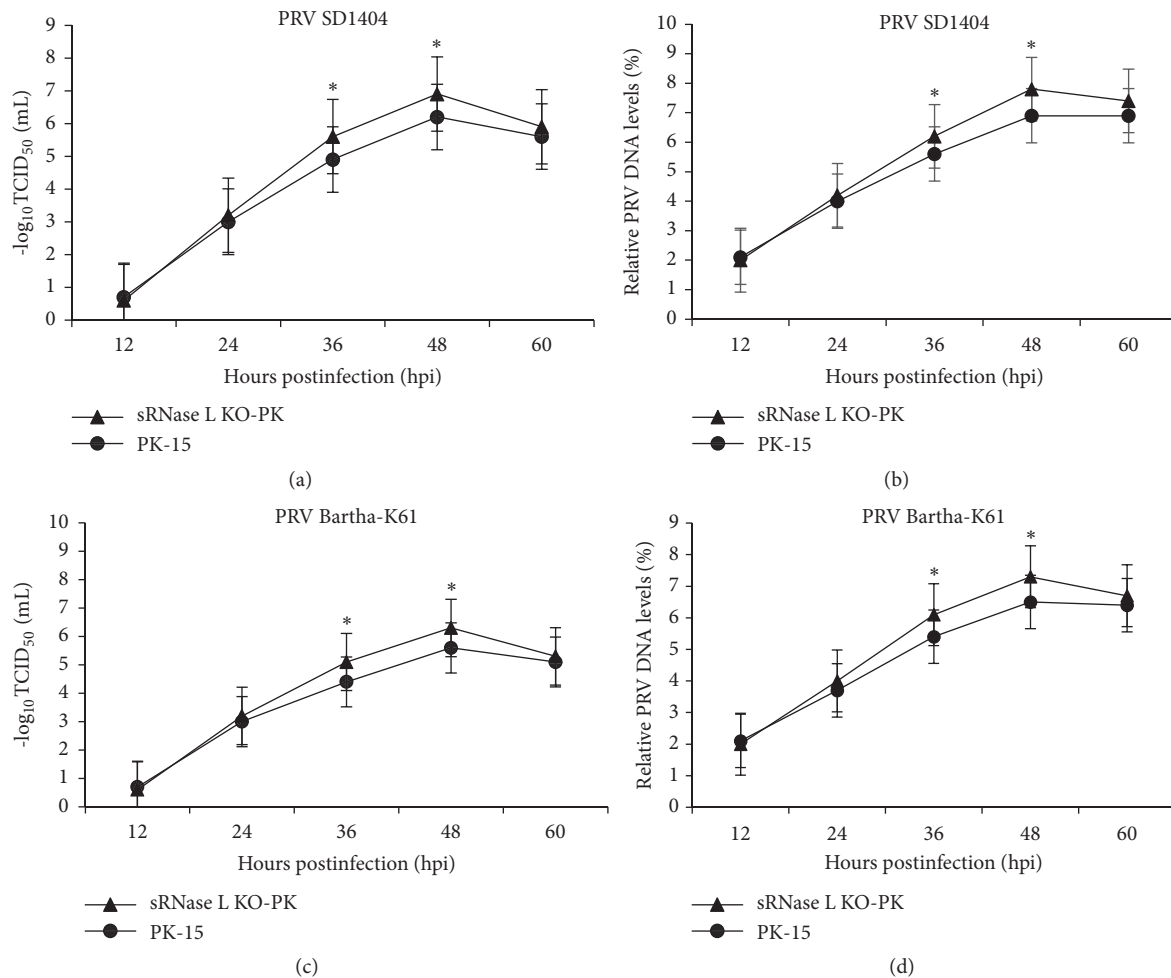 PRV SD1404
9
8
7
6
5
4
3
2
1
0
-log10TCID50 (mL)
*
*
12 24 36 48 60
Hours postinfection (hpi)
sRNase L KO-PK
PK-15
(a)
PRV SD1404
10
9
8
7
6
5
4
3
2
1
0
Relative PRV DNA levels (%)
*
*
12 24 36 48 60
Hours postinfection (hpi)
sRNase L KO-PK
PK-15
(b)
PRV Bartha-K61
10
9
8
7
6
5
4
3
2
1
0
-log10TCID50 (mL)
*
*
12 24 36 48 60
Hours postinfection (hpi)
sRNase L KO-PK
PK-15
(c)
PRV Bartha-K61
9
8
7
6
5
4
3
2
1
0
Relative PRV DNA levels (%)
*
*
12 24 36 48 60
Hours postinfection (hpi)
sRNase L KO-PK
PK-15
(d)